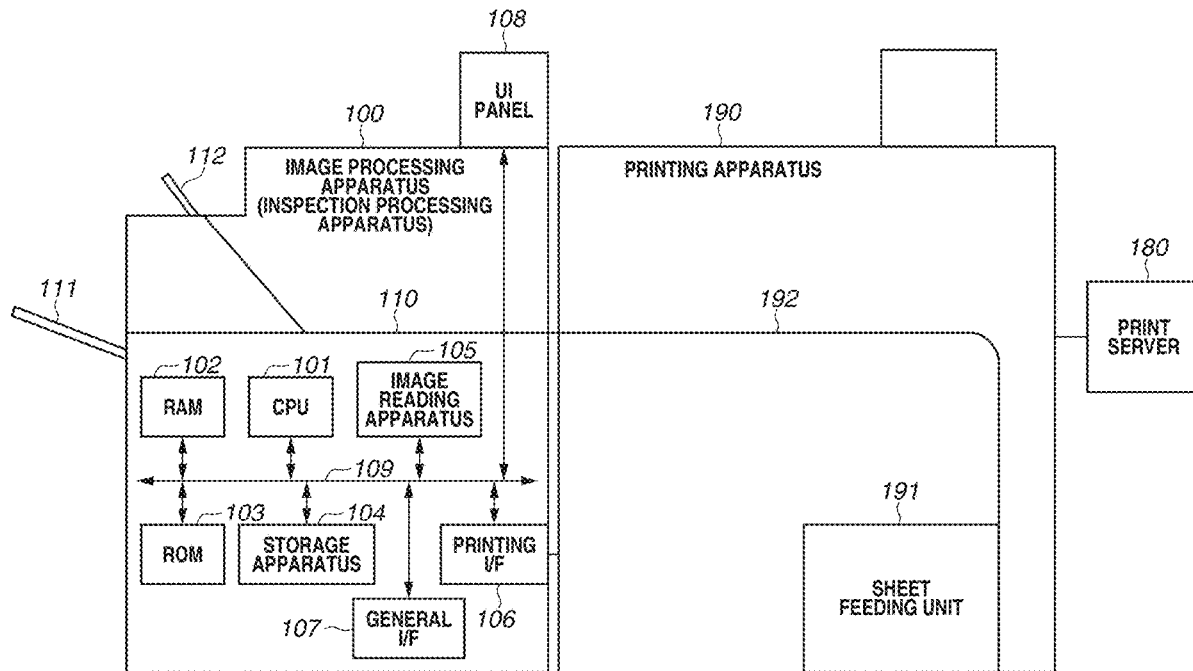 108
UI
PANEL
100
190
112
IMAGE PROCESSING
APPARATUS
(INSPECTION PROCESSING
APPARATUS)
PRINTING APPARATUS
180
111
110
192
PRINT
SERVER
102
101
105
RAM
CPU
IMAGE
READING
APPARATUS
109
191
103
104
ROM
STORAGE
APPARATUS
PRINTING
I/F
SHEET
FEEDING UNIT
107
GENERAL
I/F
106